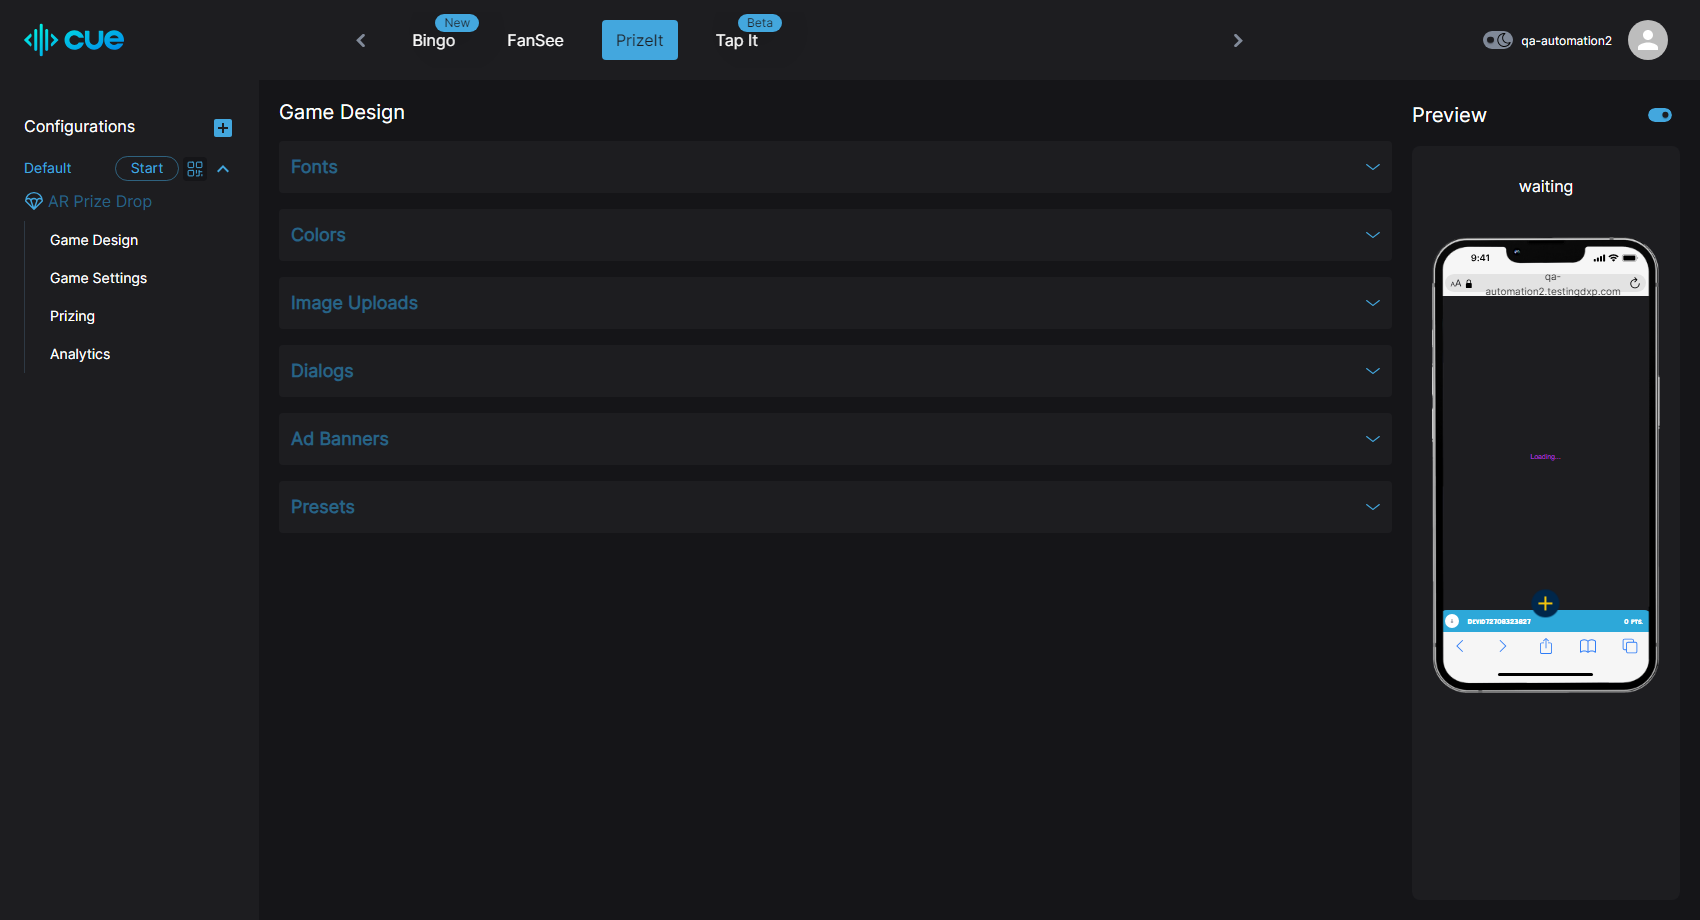 cue
New
Bingo
FanSee
PrizeIt
Beta
Tap It
qa-automation2
Configurations
Default
Start
AR Prize Drop
Game Design
Game Settings
Prizing
Analytics
Game Design
Fonts
Colors
Image Uploads
Dialogs
Ad Banners
Presets
Preview
waiting
9:41
AA
qa-
automation2.testingdxp.com
Loading...
DEVID72708323827
0 PTS.